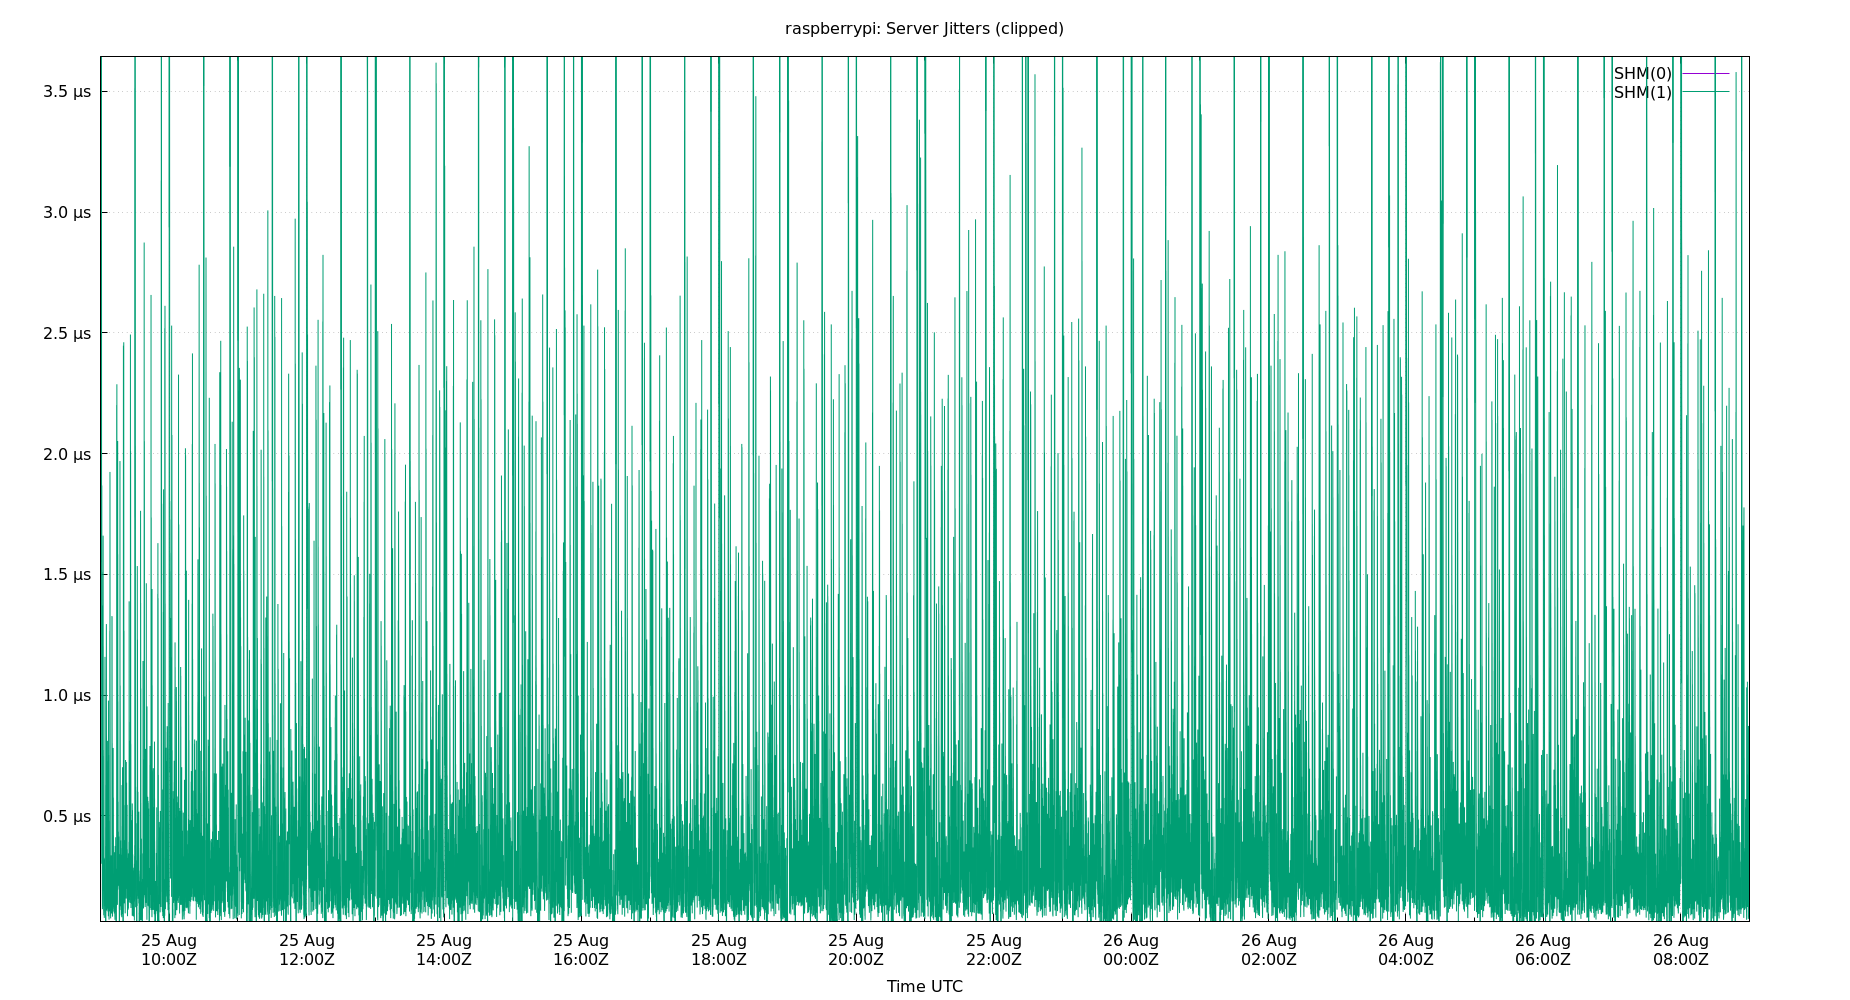 raspberrypi: Server Jitters (clipped)
SHM(0)
SHM(1)
3.5 µs
3.0 µs
2.5 µs
2.0 µs
1.5 µs
1.0 µs
0.5 µs
25 Aug 25 Aug 25 Aug 25 Aug 25 Aug 25 Aug 25 Aug 26 Aug 26 Aug 26 Aug 26 Aug 26 Aug
10:00Z 12:00Z 14:00Z 16:00Z 18:00Z 20:00Z 22:00Z 00:00Z 02:00Z 04:00Z 06:00Z 08:00Z
Time UTC